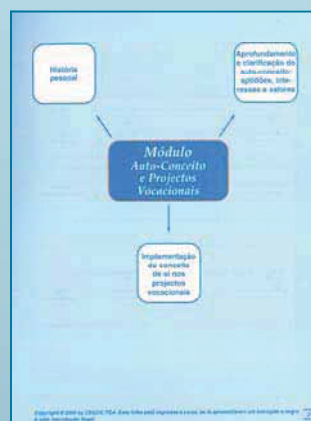 História
pessoal
Aprofundamento
e clarificação do
auto-conceito:
aptidões, inte-
resses e valores
Módulo
Auto-Conceito
e Projectos
Vocacionais
Implementação
do conceito
de si nos
projectos
vocacionais